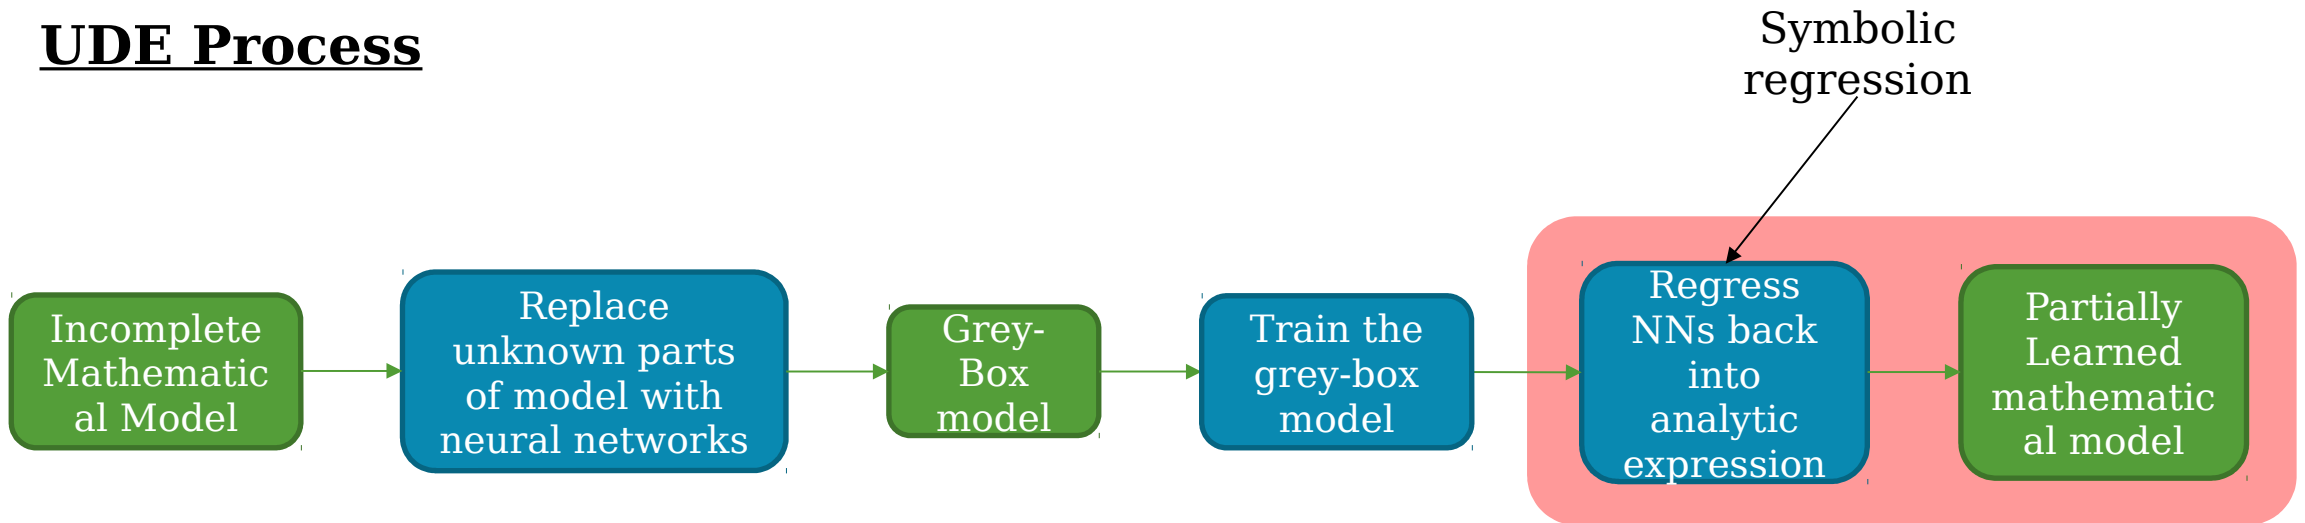 UDE Process
Symbolic
regression
Incomplete
Mathematic
al Model
Replace
unknown parts
of model with
neural networks
Grey-
Box
model
Train the
grey-box
model
Regress
NNs back
into
analytic
expression
Partially
Learned
mathematic
al model